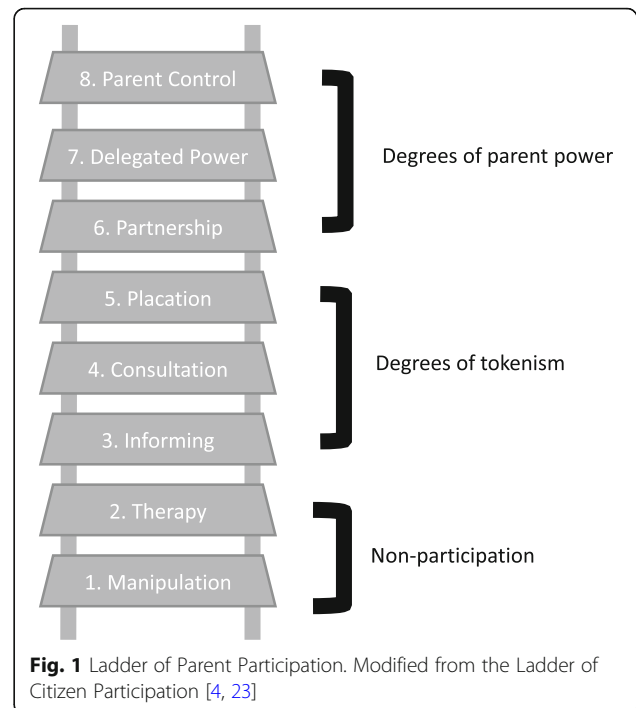 8. Parent Control
7. Delegated Power
Degrees of parent power
6. Partnership
5. Placation
4. Consultation
Degrees of tokenism
3. Informing
2. Therapy
Non-participation
1. Manipulation
Fig. 1 Ladder of Parent Participation. Modified from the Ladder of
Citizen Participation [4, 23]